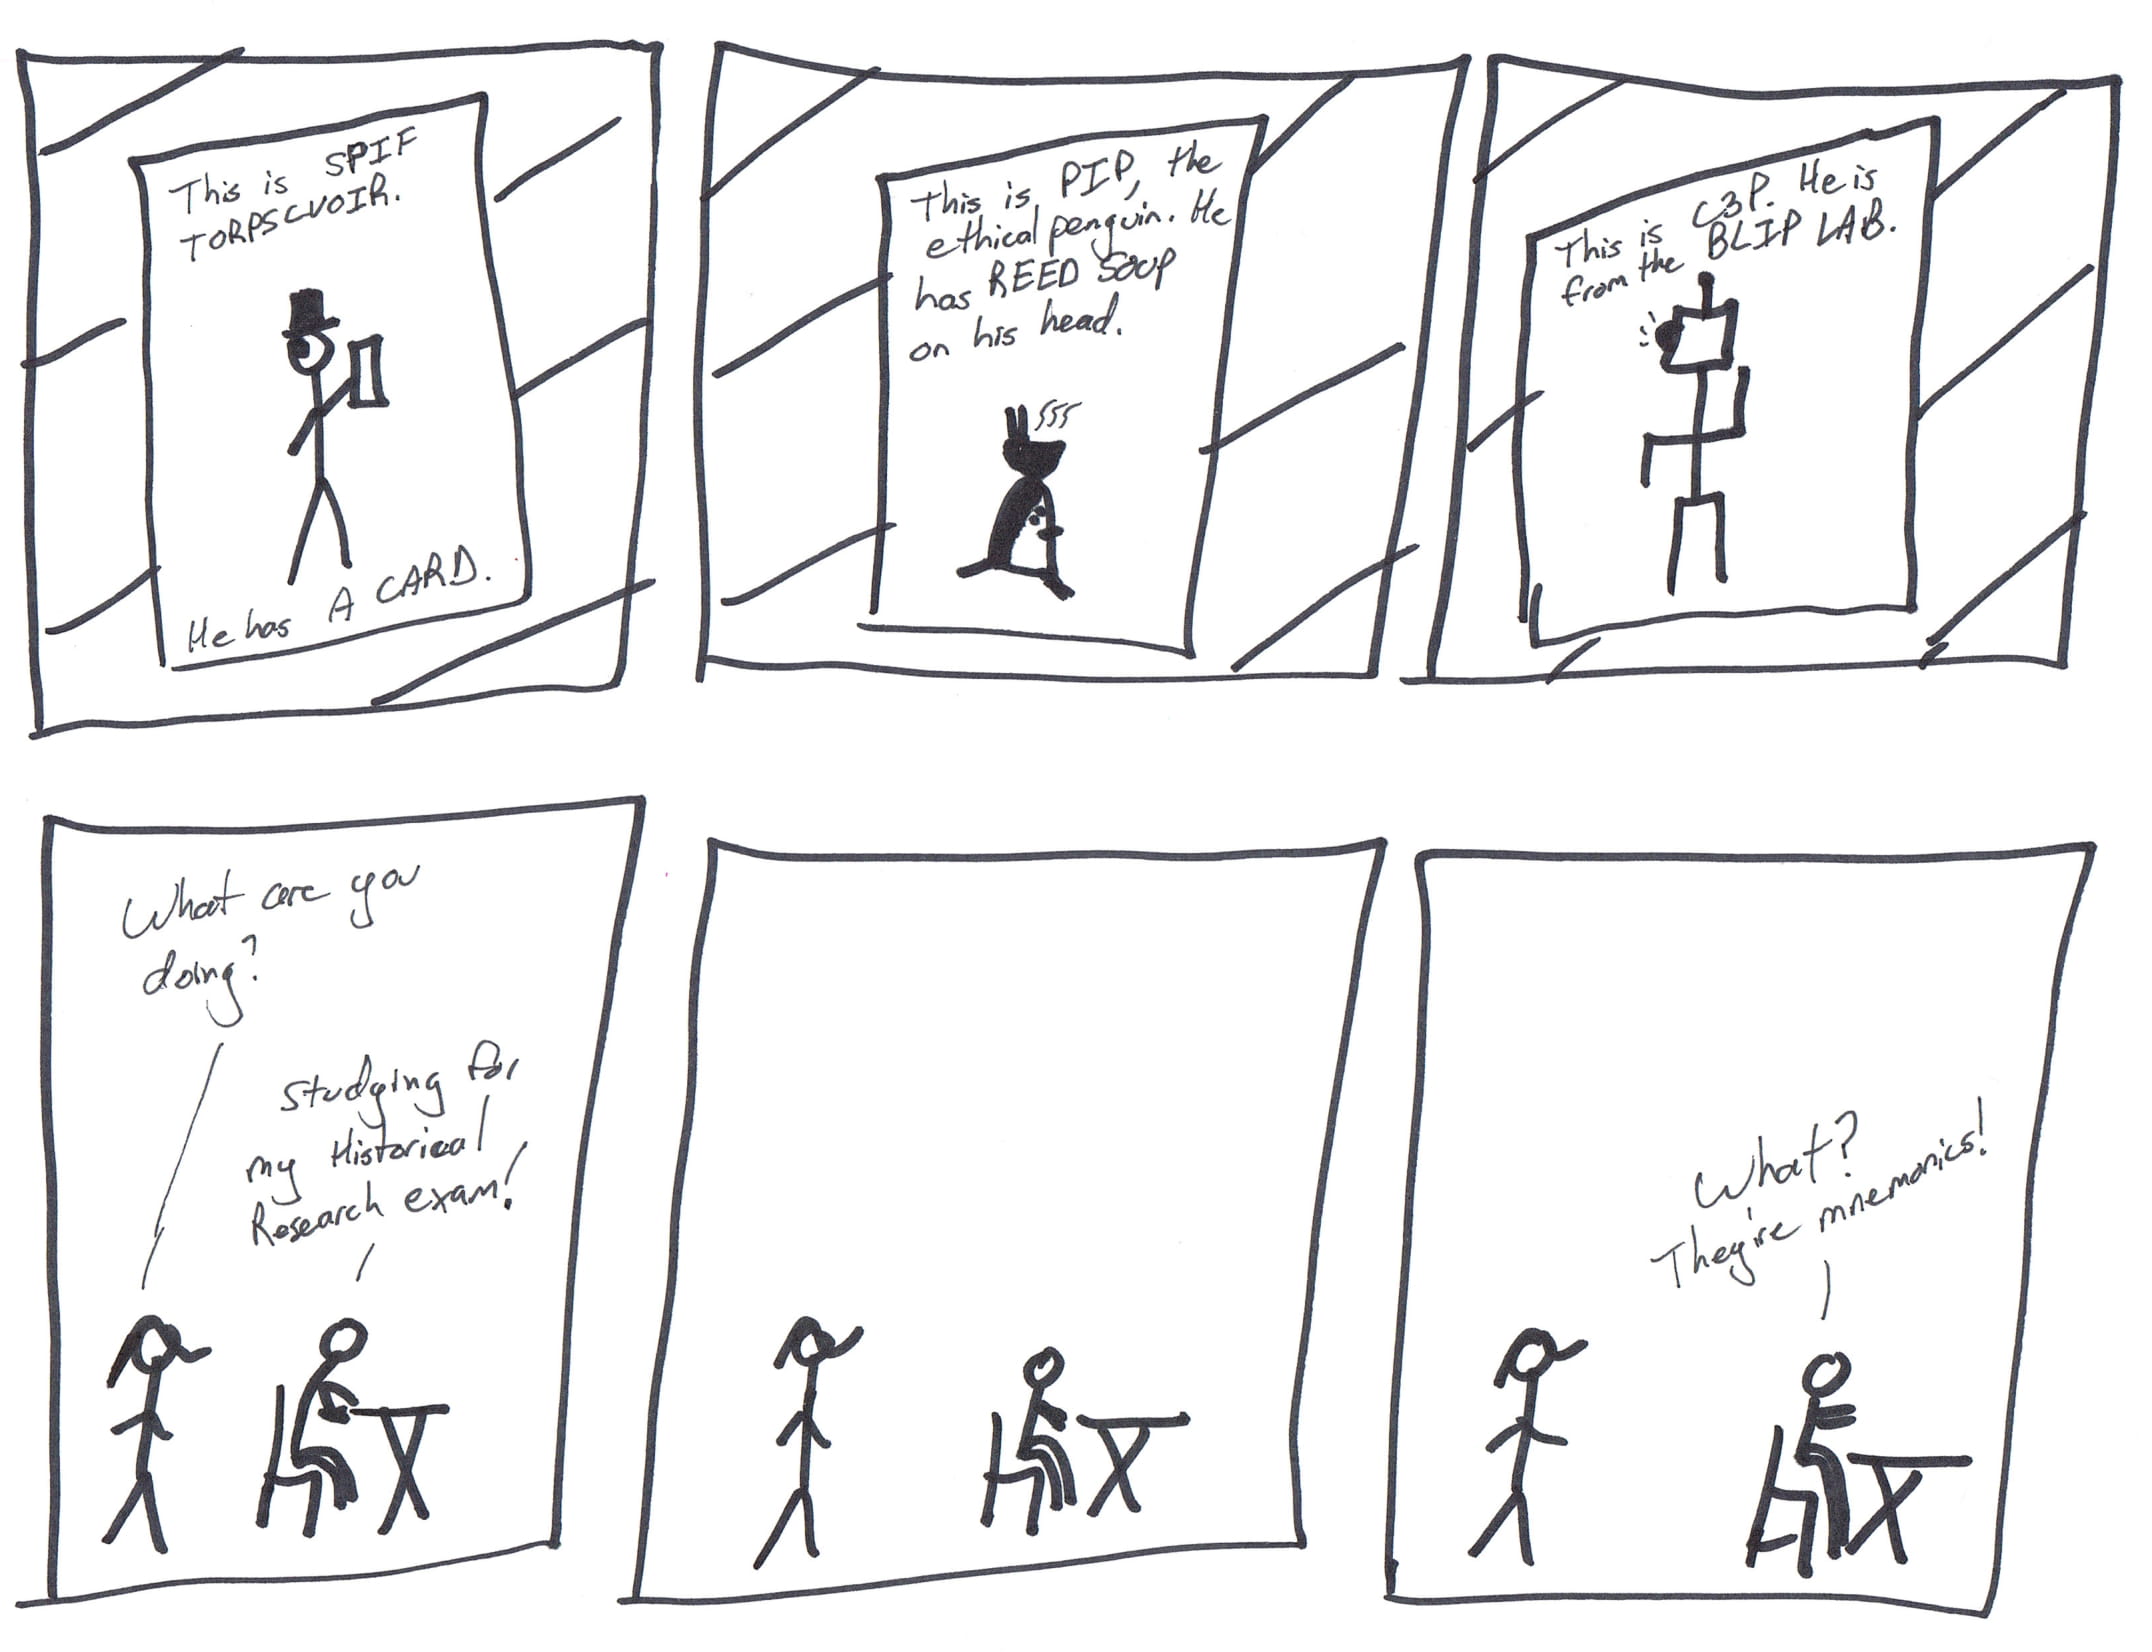 This is SPIF
TORPSCVOIR.
He has A CARD.
This is PIP, the
ethical penguin. He
has REED SOUP
on his head.
This is C3P. He is
from the BLIP LAB.
What are you
doing?
Studying for
my Historical
Research exam!
What?
They're mnemonics!